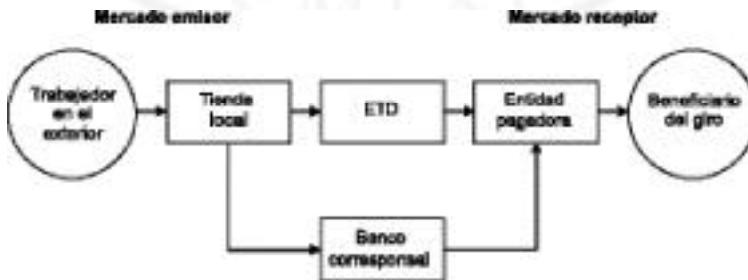 Mercado emisor
Mercado receptor
Trabajador
en el
exterior
Tienda
local
ETD
Entidad
pagadora
Beneficiario
del giro
Banco
corresponsal